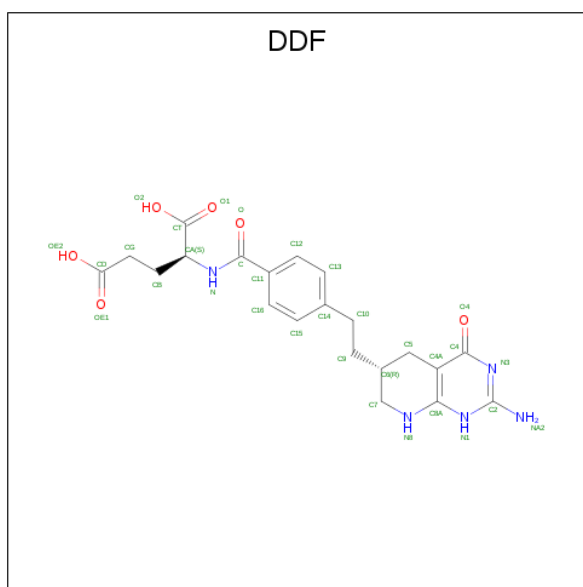 DDF
O2
O1
HO
O
O
CT
O
OE2
CG
CA(S)
C12
HO
CD
C13
CB
N
H
C
N
C11
O
OE1
C14
C10
C16
O4
C15
O
C5
C4
C9
C4A
N3
N
C6(R)
C7
C8A
C2
N
H
N
H
NH2
N8
N1
NA2